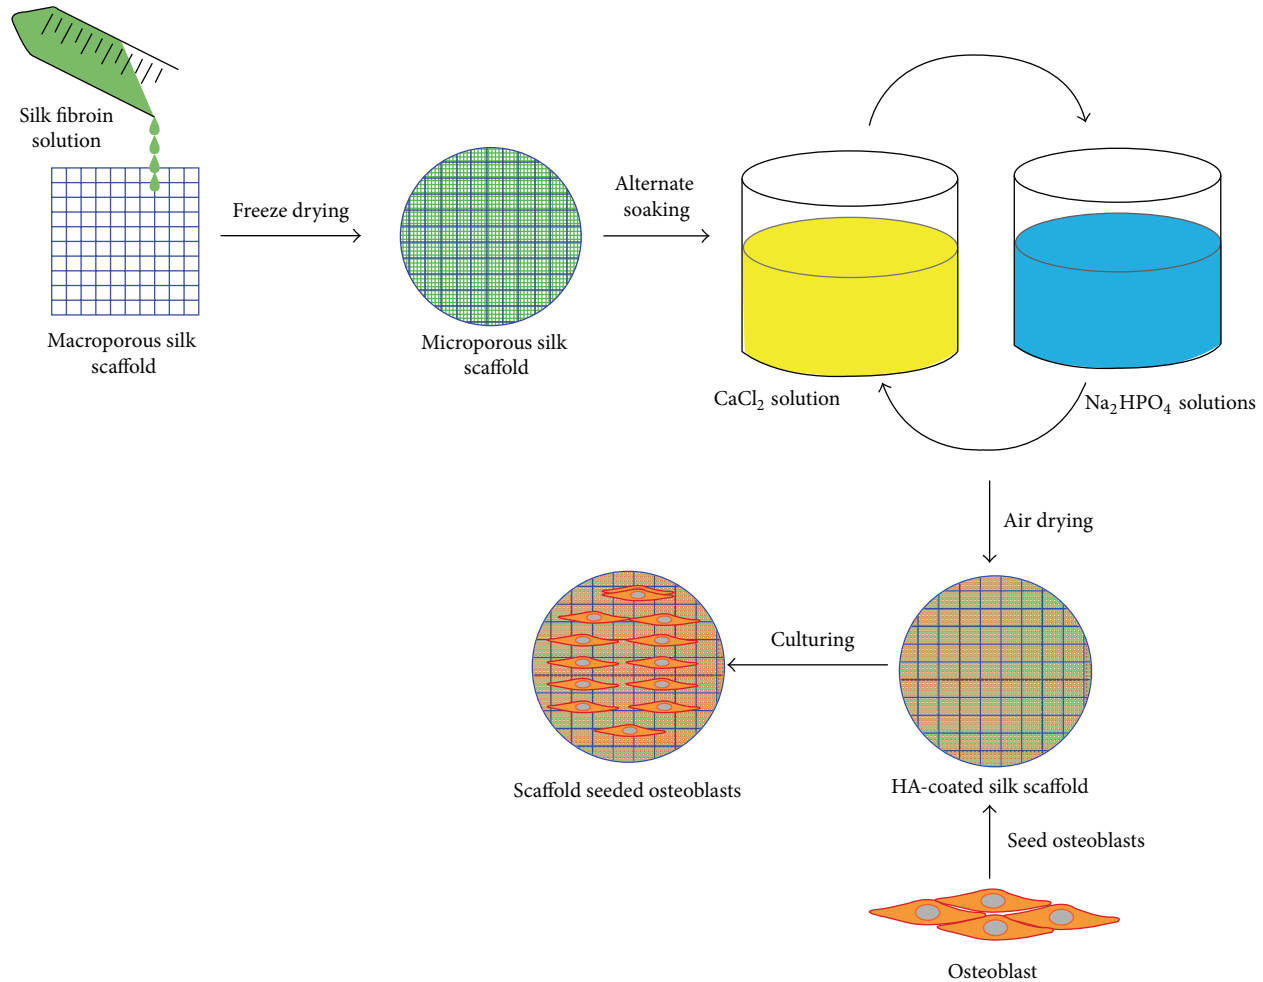 Silk fibroin
solution
Macroporous silk
scaffold
Freeze drying
Microporous silk
scaffold
Alternate
soaking
CaCl₂ solution
Na₂HPO₄ solutions
Air drying
HA-coated silk scaffold
Culturing
Scaffold seeded osteoblasts
Seed osteoblasts
Osteoblast